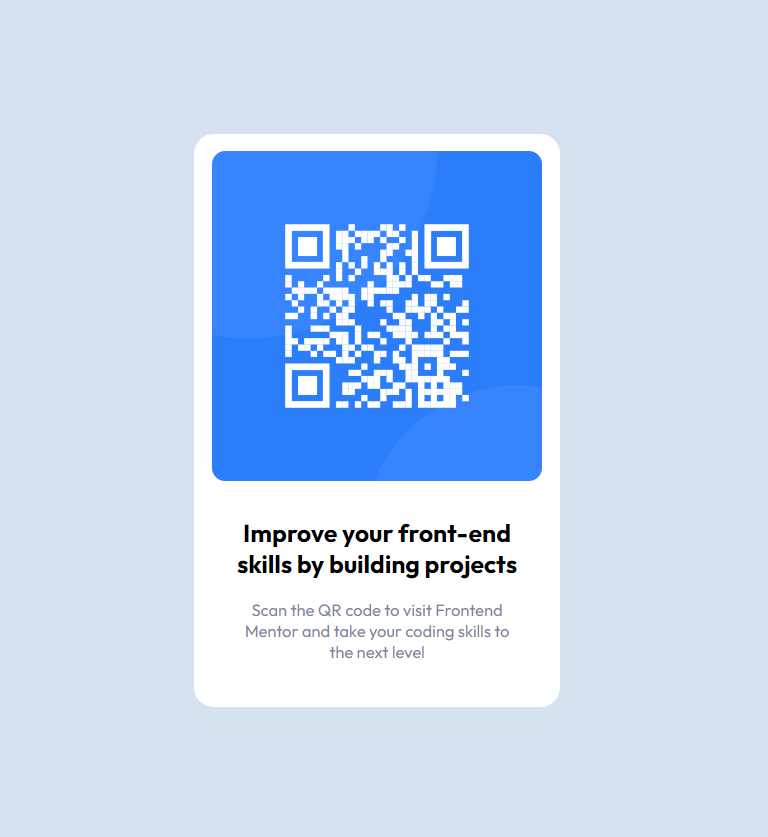 Improve your front-end
skills by building projects
Scan the QR code to visit Frontend
Mentor and take your coding skills to
the next level